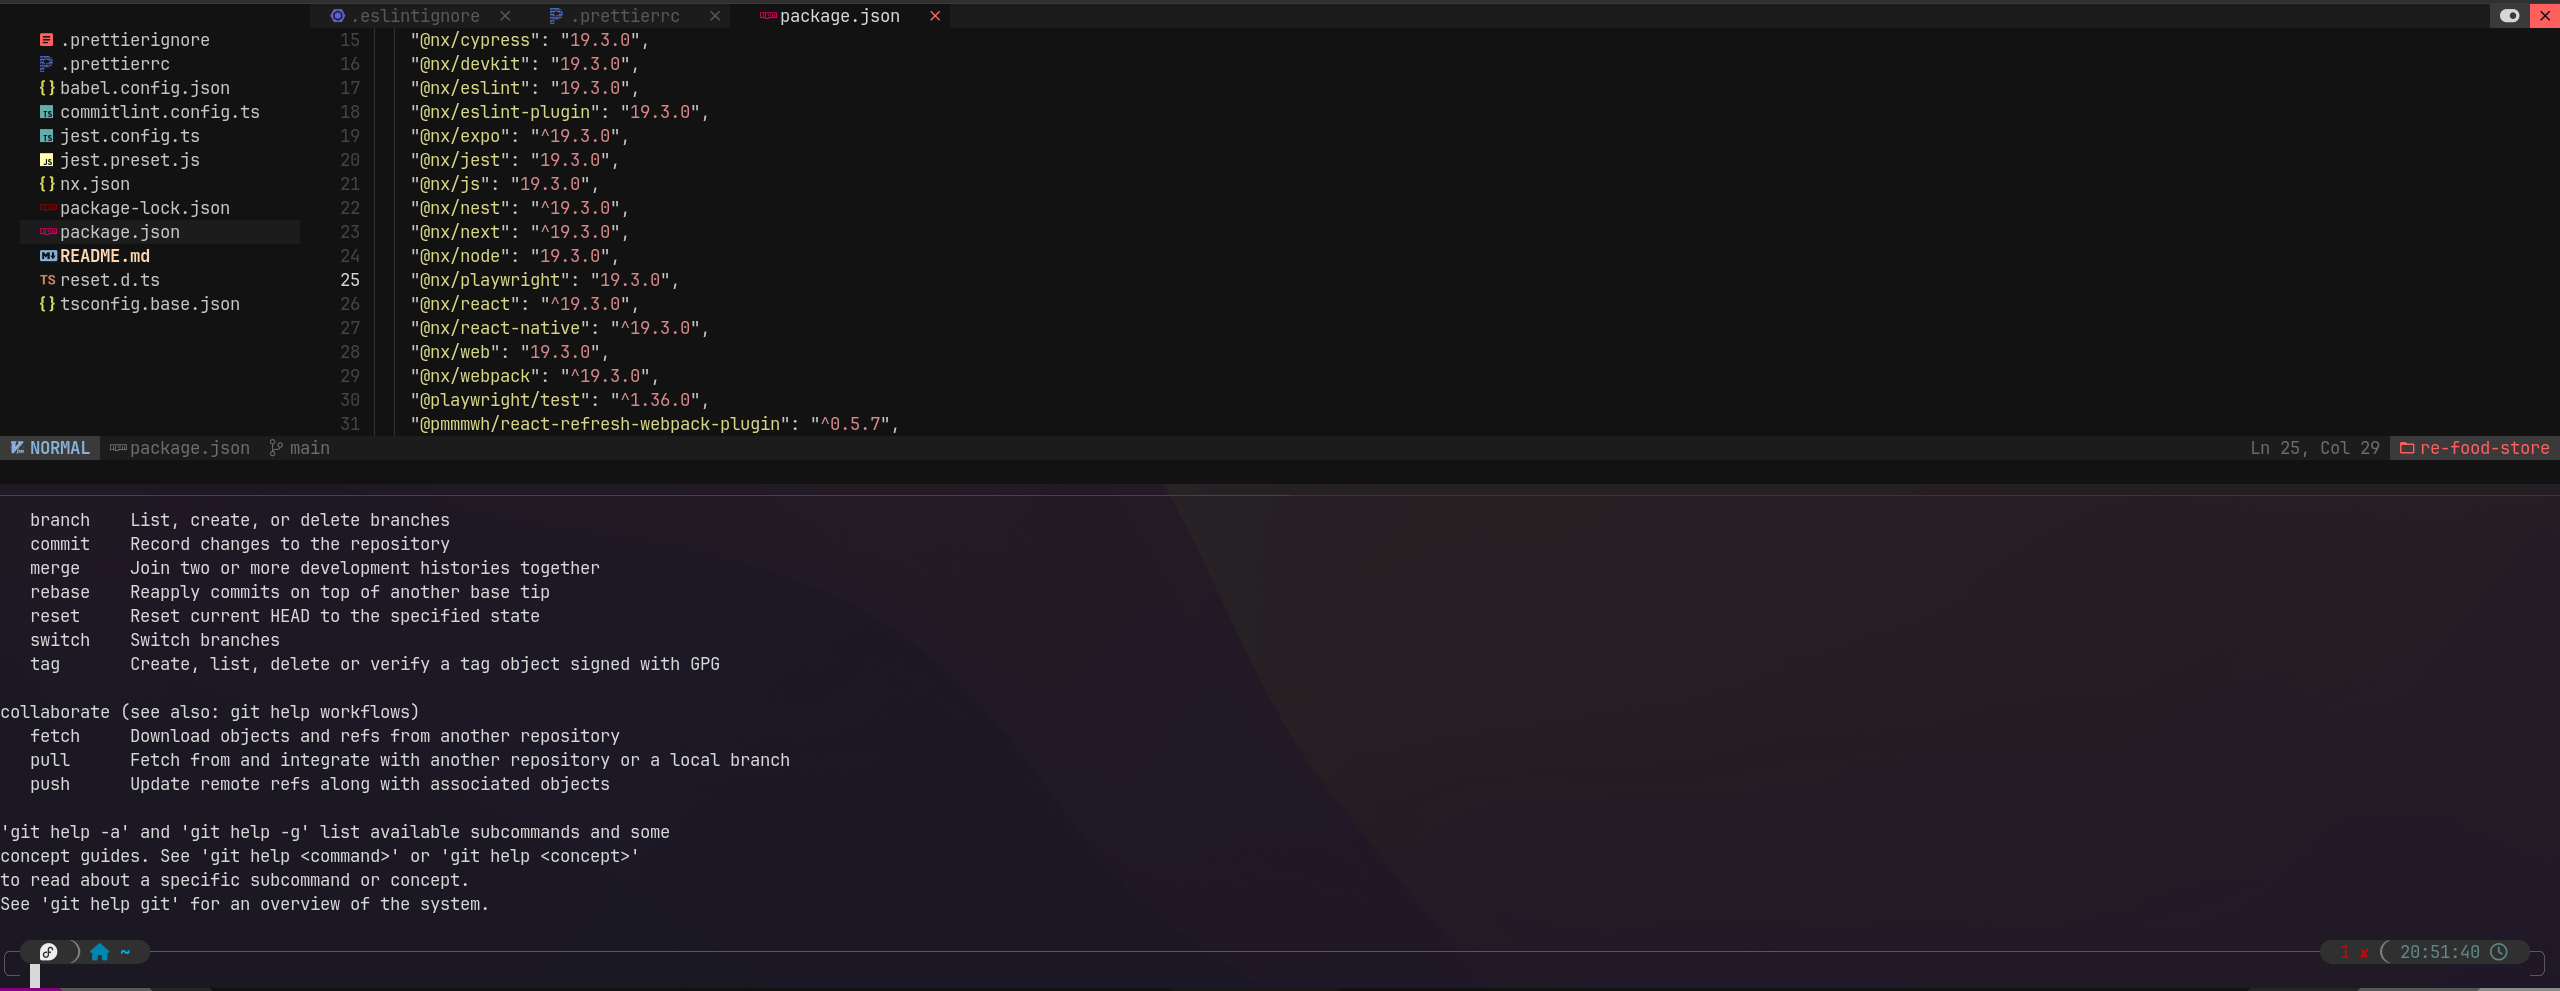 .eslintignore .prettierrc package.json
.prettierignore
.prettierrc
babel.config.json
commitlint.config.ts
jest.config.ts
jest.preset.js
nx.json
package-lock.json
package.json
README.md
TS reset.d.ts
tsconfig.base.json
15 "@nx/cypress": "19.3.0",
16 "@nx/devkit": "19.3.0",
17 "@nx/eslint": "19.3.0",
18 "@nx/eslint-plugin": "19.3.0",
19 "@nx/expo": "^19.3.0",
20 "@nx/jest": "19.3.0",
21 "@nx/js": "19.3.0",
22 "@nx/nest": "^19.3.0",
23 "@nx/next": "^19.3.0",
24 "@nx/node": "19.3.0",
25 "@nx/playwright": "19.3.0",
26 "@nx/react": "^19.3.0",
27 "@nx/react-native": "^19.3.0",
28 "@nx/web": "19.3.0",
29 "@nx/webpack": "^19.3.0",
30 "@playwright/test": "^1.36.0",
31 "@pmmmwh/react-refresh-webpack-plugin": "^0.5.7",
NORMAL package.json main Ln 25, Col 29 re-food-store
branch List, create, or delete branches
commit Record changes to the repository
merge Join two or more development histories together
rebase Reapply commits on top of another base tip
reset Reset current HEAD to the specified state
switch Switch branches
tag Create, list, delete or verify a tag object signed with GPG
collaborate (see also: git help workflows)
fetch Download objects and refs from another repository
pull Fetch from and integrate with another repository or a local branch
push Update remote refs along with associated objects
'git help -a' and 'git help -g' list available subcommands and some
concept guides. See 'git help <command>' or 'git help <concept>'
to read about a specific subcommand or concept.
See 'git help git' for an overview of the system.
~ 1 ✘ 20:51:40